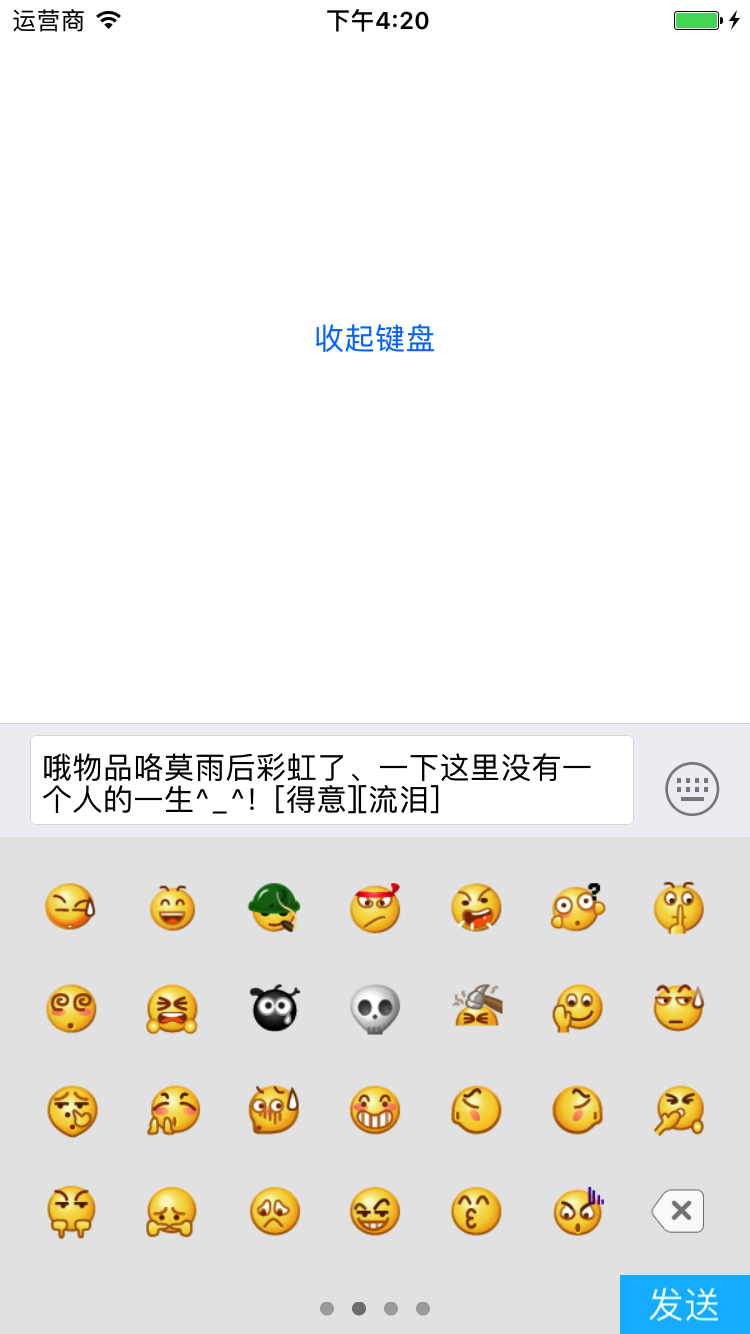 运营商 下午4:20
收起键盘
哦物品咯莫雨后彩虹了、一下这里没有一
个人的一生^_^! [得意][流泪]
发送